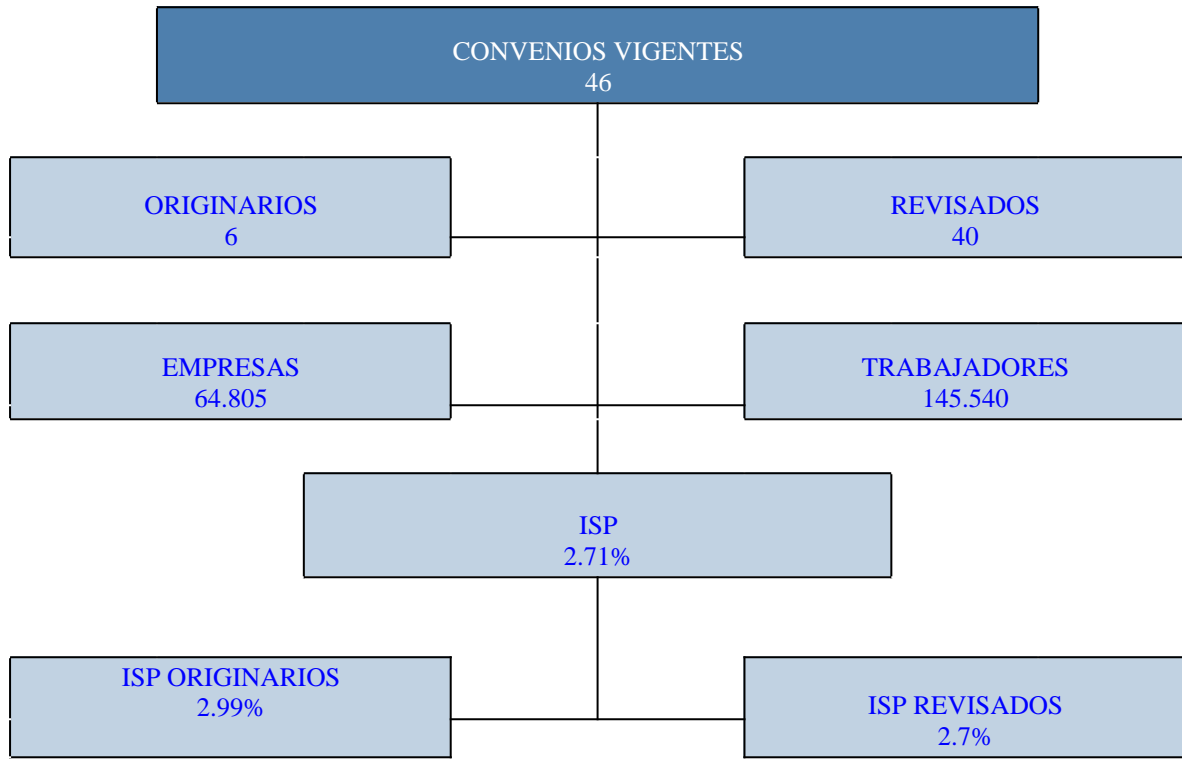 CONVENIOS VIGENTES
46
ORIGINARIOS
6
REVISADOS
40
EMPRESAS
64.805
TRABAJADORES
145.540
ISP
2.71%
ISP ORIGINARIOS
2.99%
ISP REVISADOS
2.7%